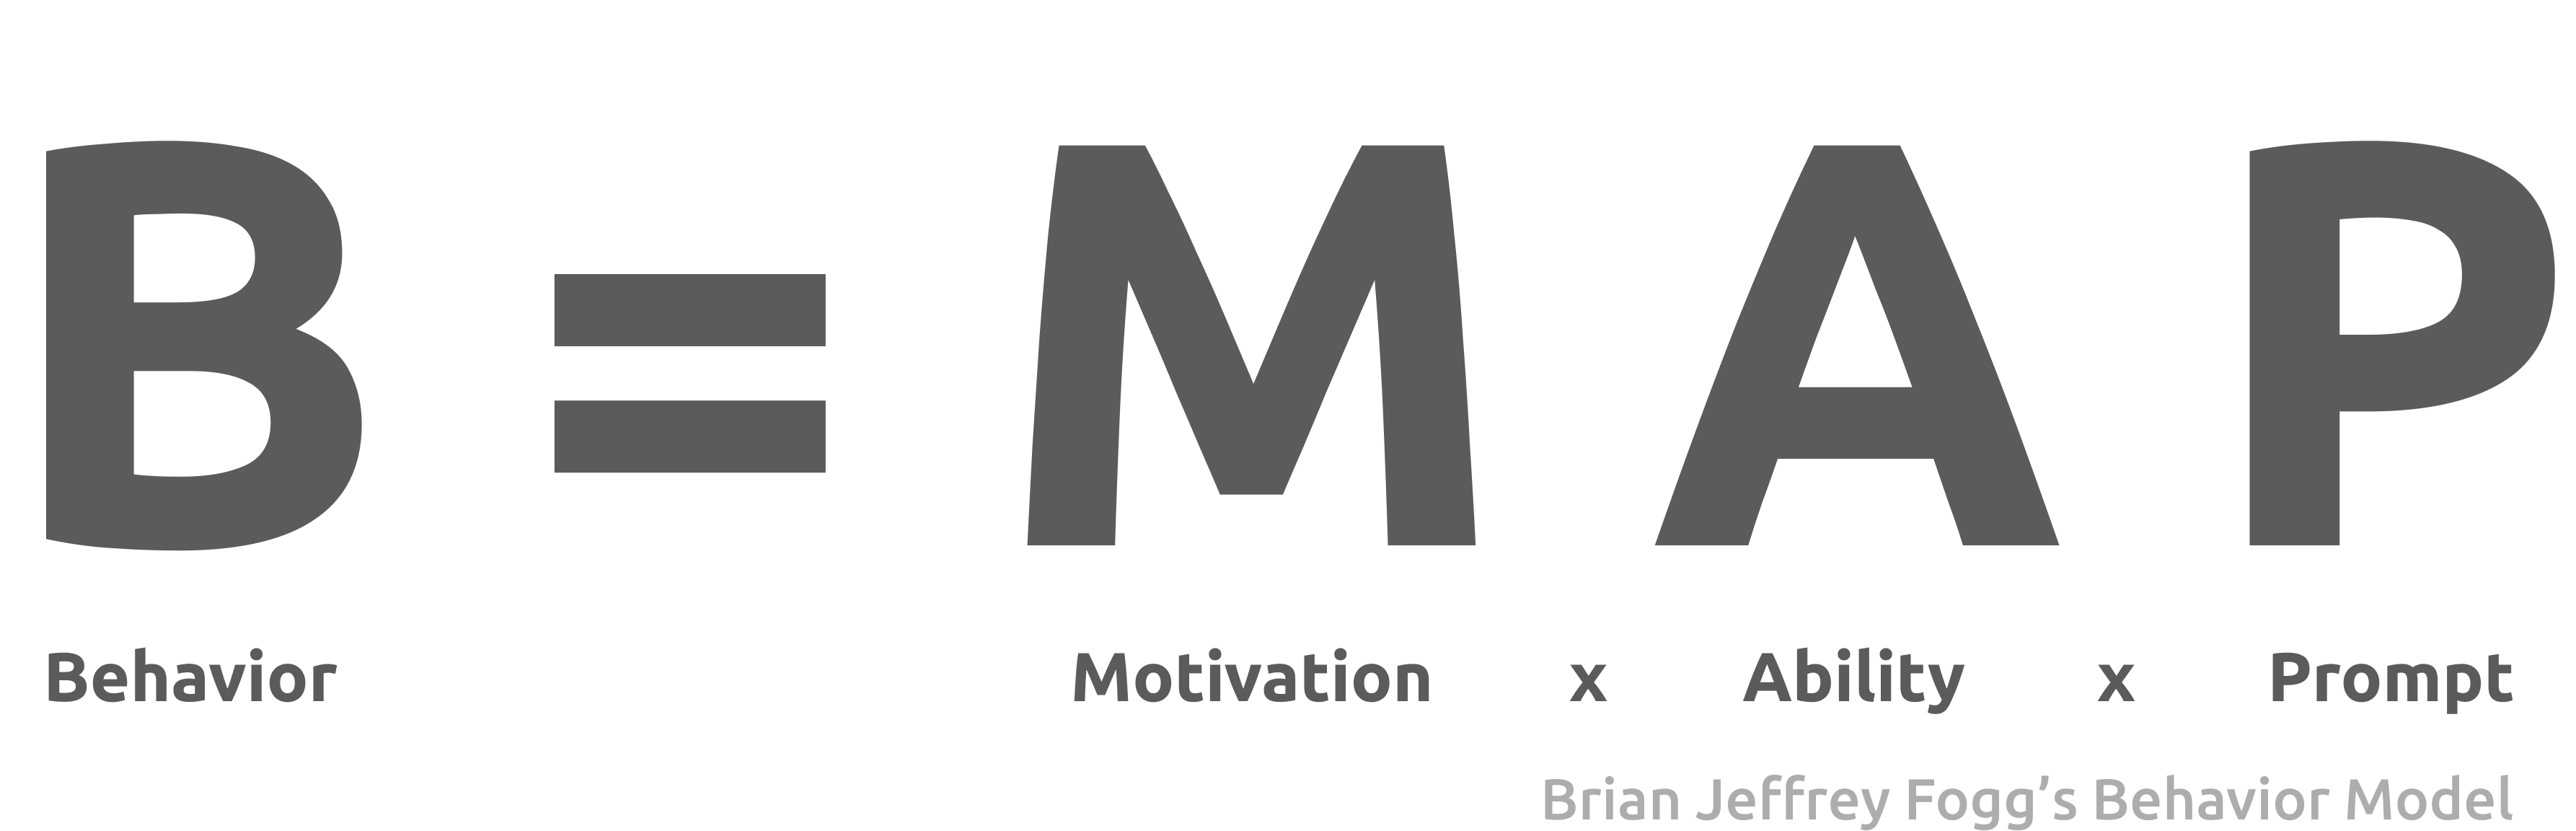 B = M A P
Behavior Motivation x Ability x Prompt
Brian Jeffrey Fogg’s Behavior Model